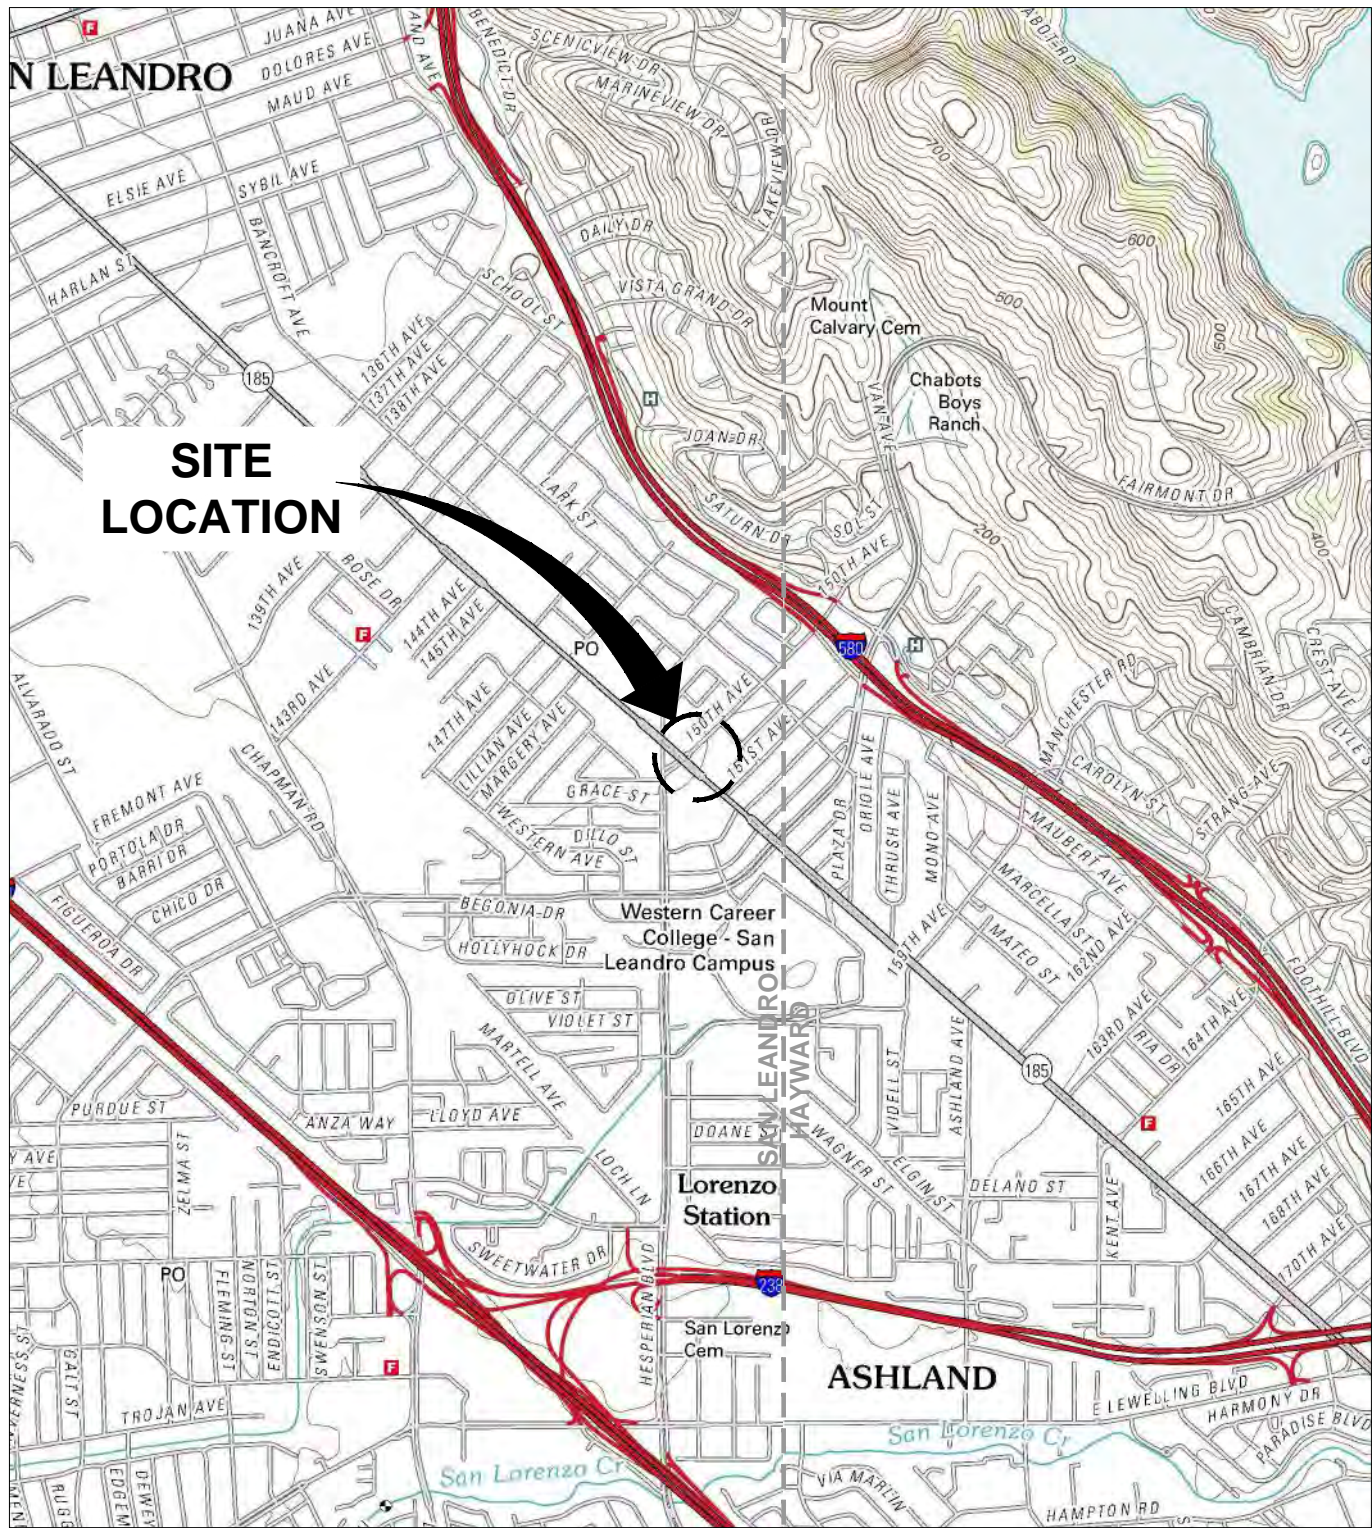 JUANA AVE
DOLORES AVE
MAUD AVE
AND AVE
BENEDICT DR
SCENICVIEW DR
MARINEVIEW DR
LAKEVIEW
ABOT RD
F
N LEANDRO
ELSIE AVE
SYBIL AVE
HARLAN ST
BANCROFT AVE
DAILY DR
SCHOOL ST
VISTA GRAND DR
700
600
500
500
Mount
Calvary Cem
136TH AVE
137TH AVE
138TH AVE
185
H
Chabots
Boys
Ranch
VAN AVE
JOAN DR
FAIRMONT DR
SITE
LOCATION
LARK ST
SATURN DR
SOL ST
150TH AVE
200
400
139TH AVE
ROSE DR
144TH AVE
145TH AVE
F
PO
580
H
CAMBRIAN DR
CREST AVE
LYLE S
143RD AVE
147TH AVE
LILLIAN AVE
MARGERY AVE
150TH AVE
151ST A
MANCHESTER RD
CAROLYN ST
STRANG AVE
ALVARADO ST
CHAPMAN RD
FREMONT AVE
PORTOLA DR
BARRI DR
CHICO DR
FIGUEROA DR
GRACE ST
DILLO ST
WESTERN AVE
PLAZA DR
ORIOLE AVE
THRUSH AVE
MONO AVE
MAUBERT AVE
MARCELLA ST
MATEO ST
162ND AVE
159TH AVE
BEGONIA DR
HOLLYHOCK DR
Western Career
College - San
Leandro Campus
FOOTHILL BLVD
OLIVE ST
VIOLET ST
MARTELL AVE
SAN LEANDRO
HAYWARD
163RD AVE
RIA DR
164TH AVE
185
165TH AVE
166TH AVE
167TH AVE
168TH AVE
170TH AVE
F
VIDELL ST
ASHLAND AVE
PURDUE ST
ANZA WAY
LLOYD AVE
DOANE S
WAGNER ST
ELGIN ST
DELANO ST
KENT AVE
Y AVE
ZELMA ST
LOCH LN
Lorenzo
Station
SWEETWATER DR
HESPERIAN BLVD
238
PO
FLEMING ST
NORTON ST
ENDICOTT ST
SWENSON ST
San Lorenzo
Cem
ASHLAND
F
VERNESS ST
GALT ST
TROJAN AVE
E LEWELLING BLVD
HARMONY DR
PARADISE BLVD
San Lorenzo Cr
San Lorenzo Cr
RUGG
EDGEM
DEWEY
VIA MARLIN
HAMPTON RD